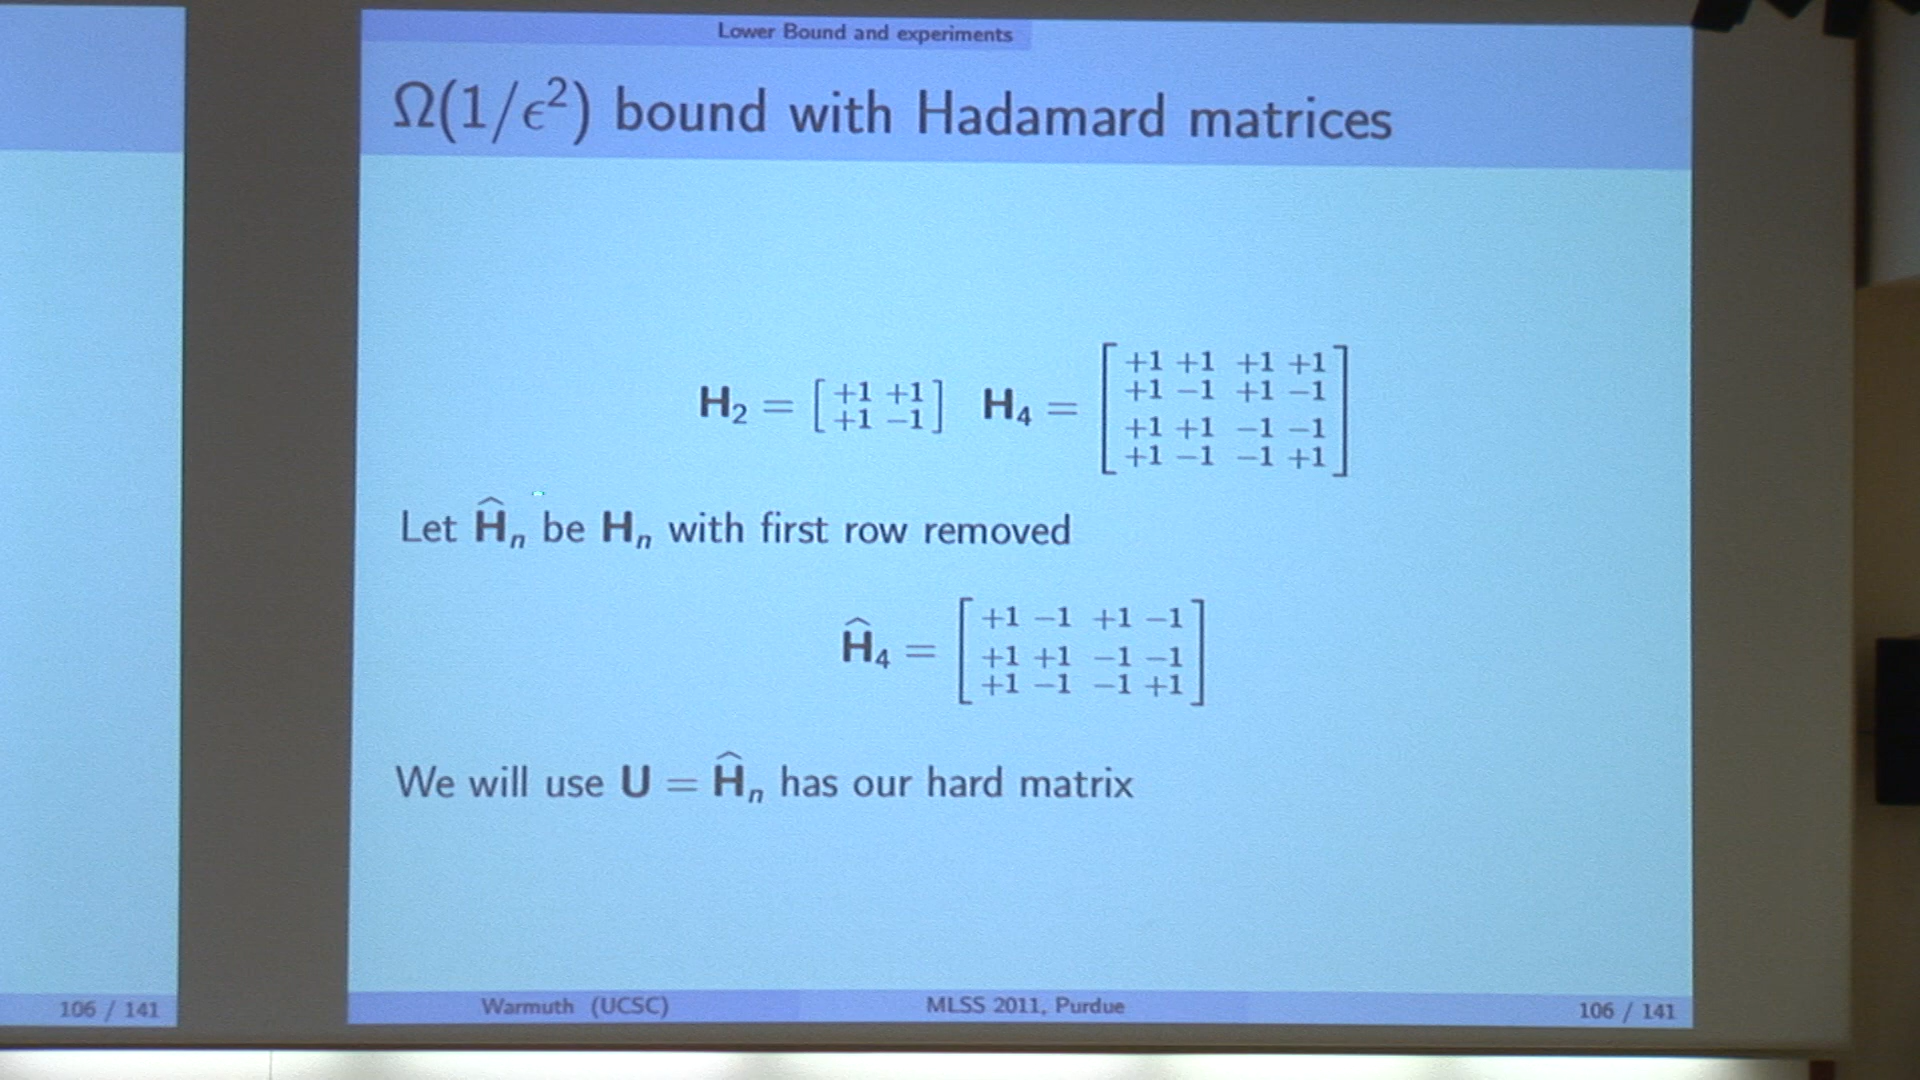 Lower Bound and experiments
Ω(1/ϵ²) bound with Hadamard matrices
H₂ = [+1 +1; +1 −1] H₄ = [+1 +1 +1 +1; +1 −1 +1 −1; +1 +1 −1 −1; +1 −1 −1 +1]
Let Ĥₙ be Hₙ with first row removed
Ĥ₄ = [+1 −1 +1 −1; +1 +1 −1 −1; +1 −1 −1 +1]
We will use U = Ĥₙ has our hard matrix
106 / 141
Warmuth (UCSC) MLSS 2011, Purdue 106 / 141